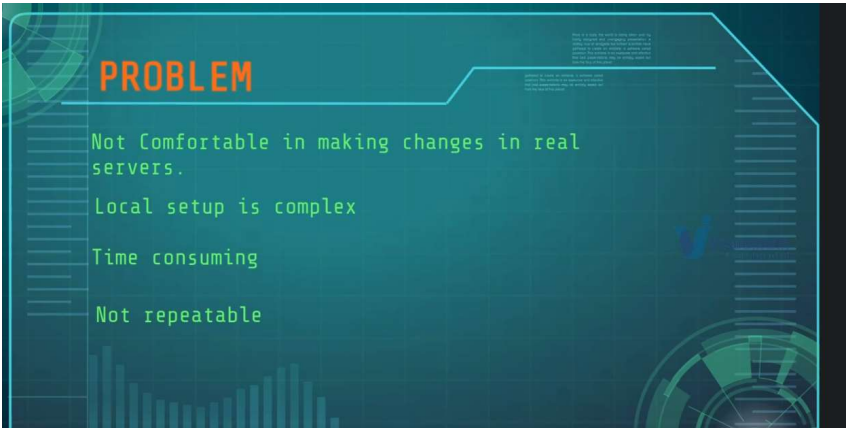 PROBLEM
Not Comfortable in making changes in real
servers.
Local setup is complex
Time consuming
Not repeatable